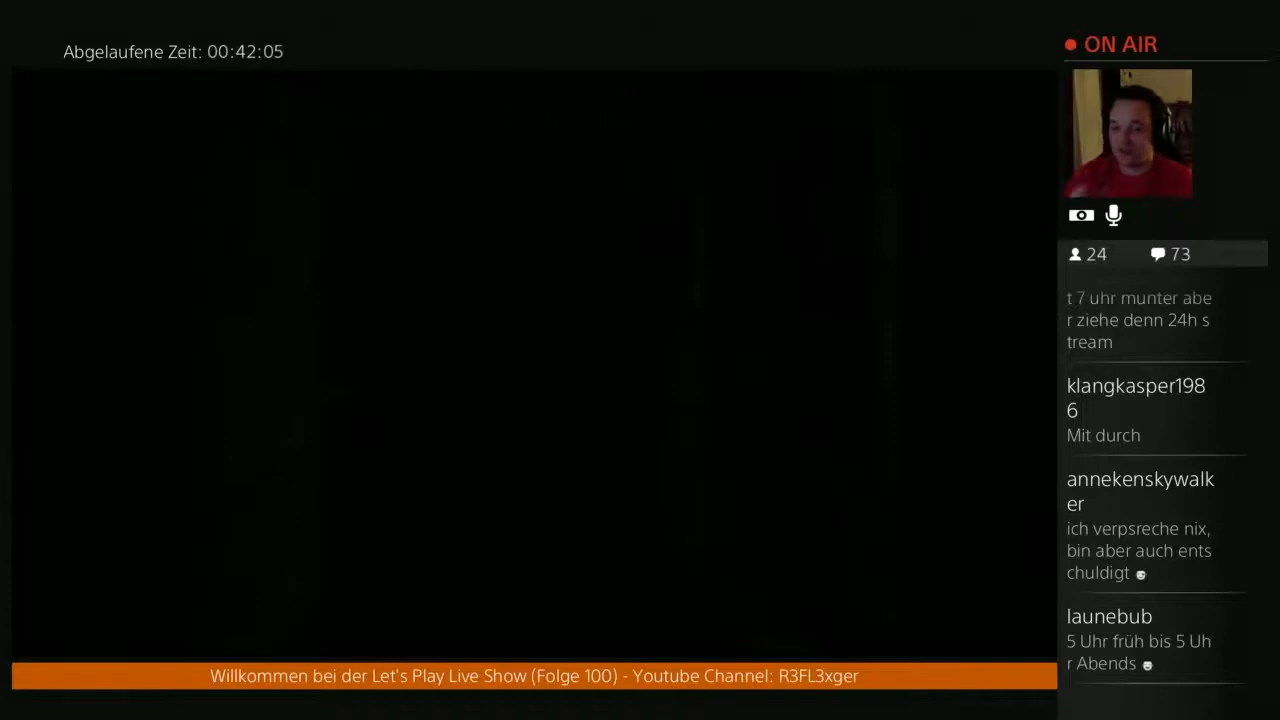 Abgelaufene Zeit: 00:42:05
ON AIR
24
73
t 7 uhr munter abe
r ziehe denn 24h s
tream
klangkasper198
6
Mit durch
annekenskywalk
er
ich verpsreche nix,
bin aber auch ents
chuldigt
launebub
5 Uhr früh bis 5 Uh
r Abends
Willkommen bei der Let's Play Live Show (Folge 100) - Youtube Channel: R3FL3xger